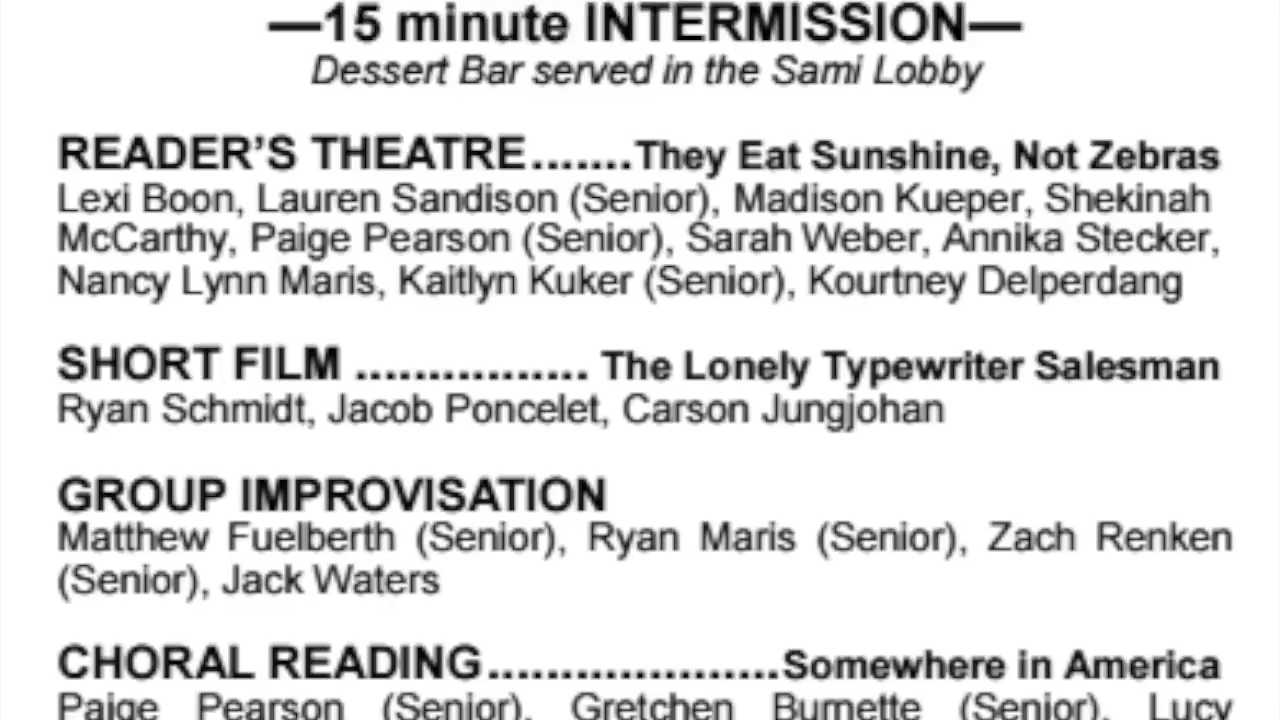 —15 minute INTERMISSION—
Dessert Bar served in the Sami Lobby
READER'S THEATRE.......They Eat Sunshine, Not Zebras
Lexi Boon, Lauren Sandison (Senior), Madison Kueper, Shekinah
McCarthy, Paige Pearson (Senior), Sarah Weber, Annika Stecker,
Nancy Lynn Maris, Kaitlyn Kuker (Senior), Kourtney Delperdang
SHORT FILM ................ The Lonely Typewriter Salesman
Ryan Schmidt, Jacob Poncelet, Carson Jungjohan
GROUP IMPROVISATION
Matthew Fuelberth (Senior), Ryan Maris (Senior), Zach Renken
(Senior), Jack Waters
CHORAL READING....................Somewhere in America
Paige Pearson (Senior), Gretchen Burnette (Senior), Lucy